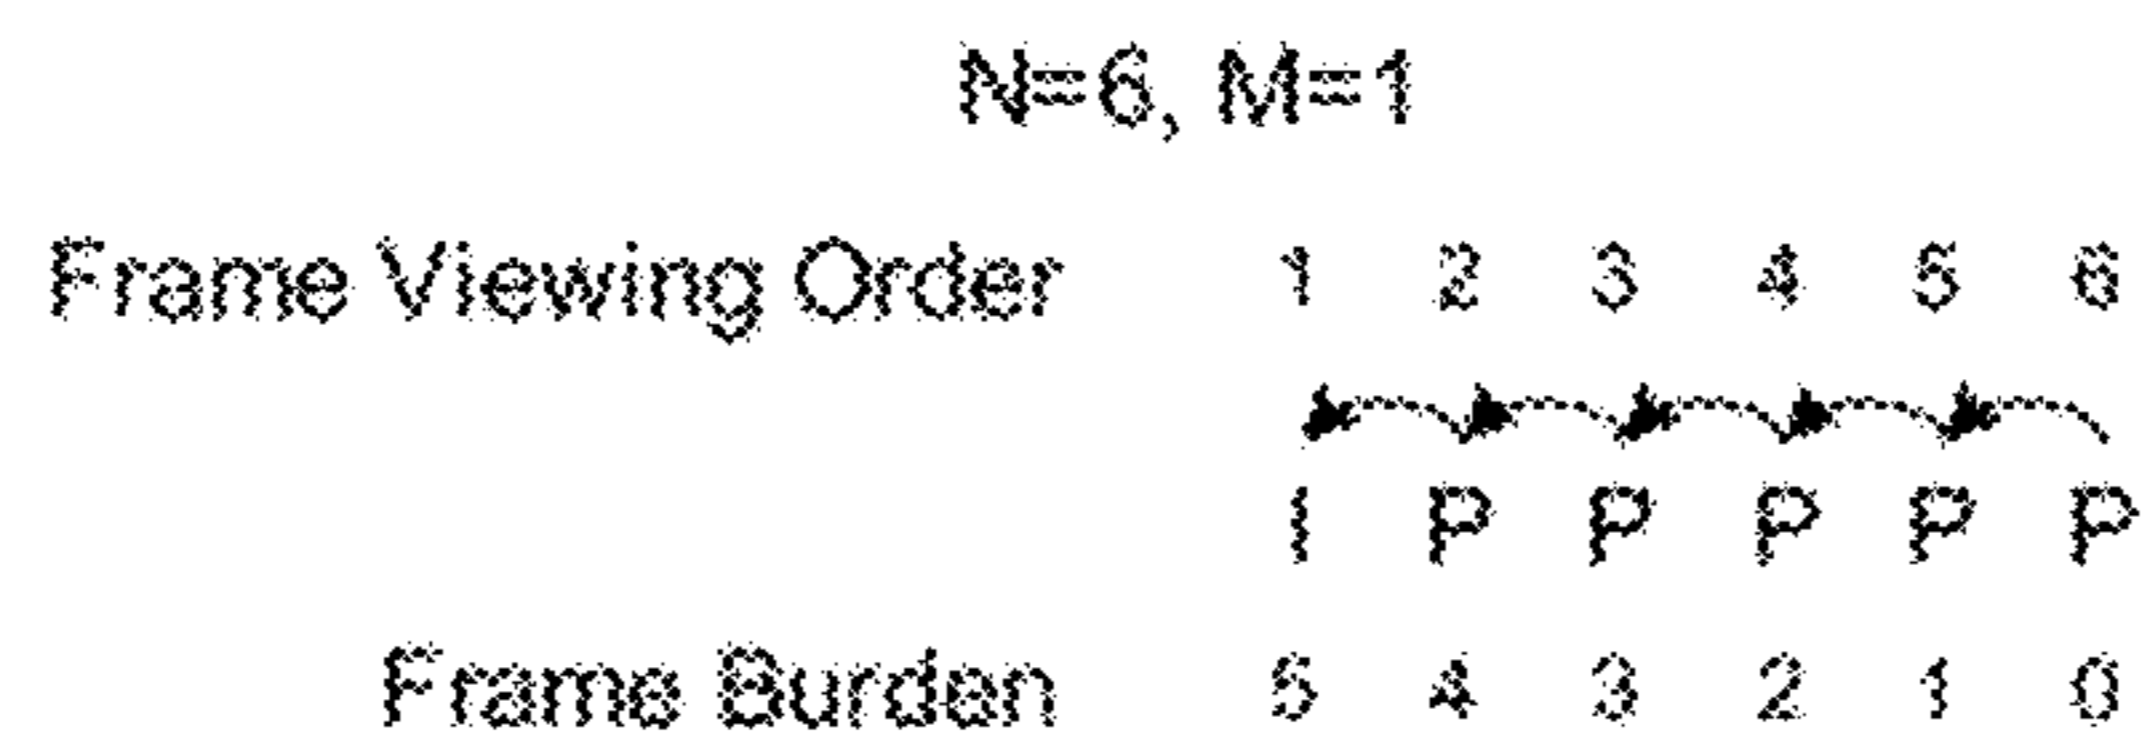 N=6, M=1
Frame Viewing Order 1 2 3 4 5 6
I P P P P P
Frame Burden 5 4 3 2 1 0